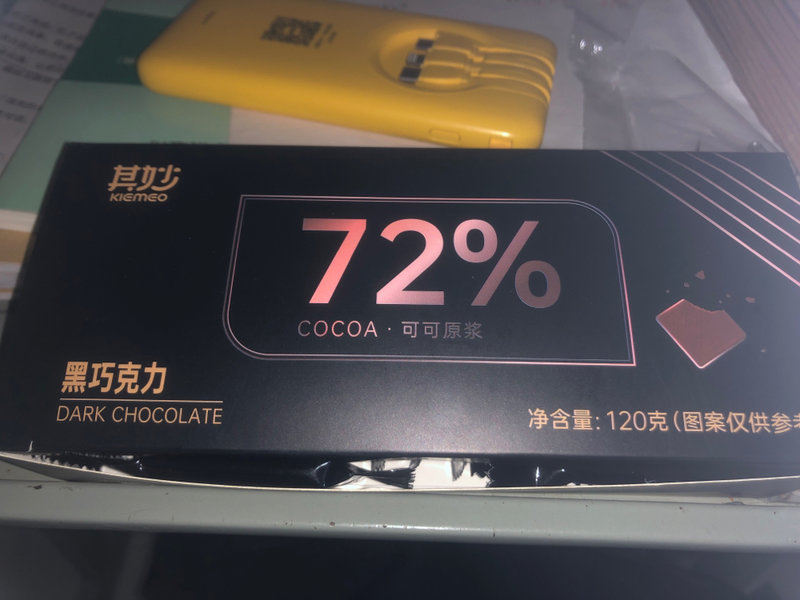 其妙
KIEMEO
72%
COCOA · 可可原浆
黑巧克力
DARK CHOCOLATE
净含量: 120克(图案仅供参考